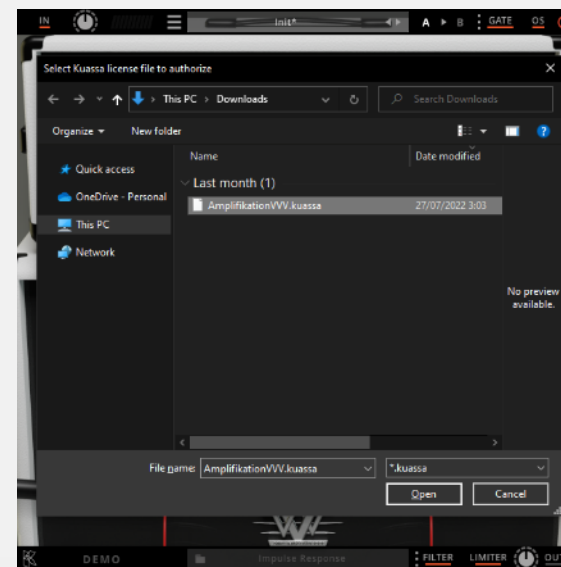 IN Init* A B GATE OS
Select Kuassa license file to authorize
This PC Downloads Search Downloads
Organize New folder
Name Date modified
Quick access
Last month (1)
OneDrive - Personal
AmplifikationVVV.kuassa 27/07/2022 3:03
This PC
Network
No preview
available.
File name: AmplifikationVVV.kuassa *.kuassa
Open Cancel
DEMO Impulse Response FILTER LIMITER OUT